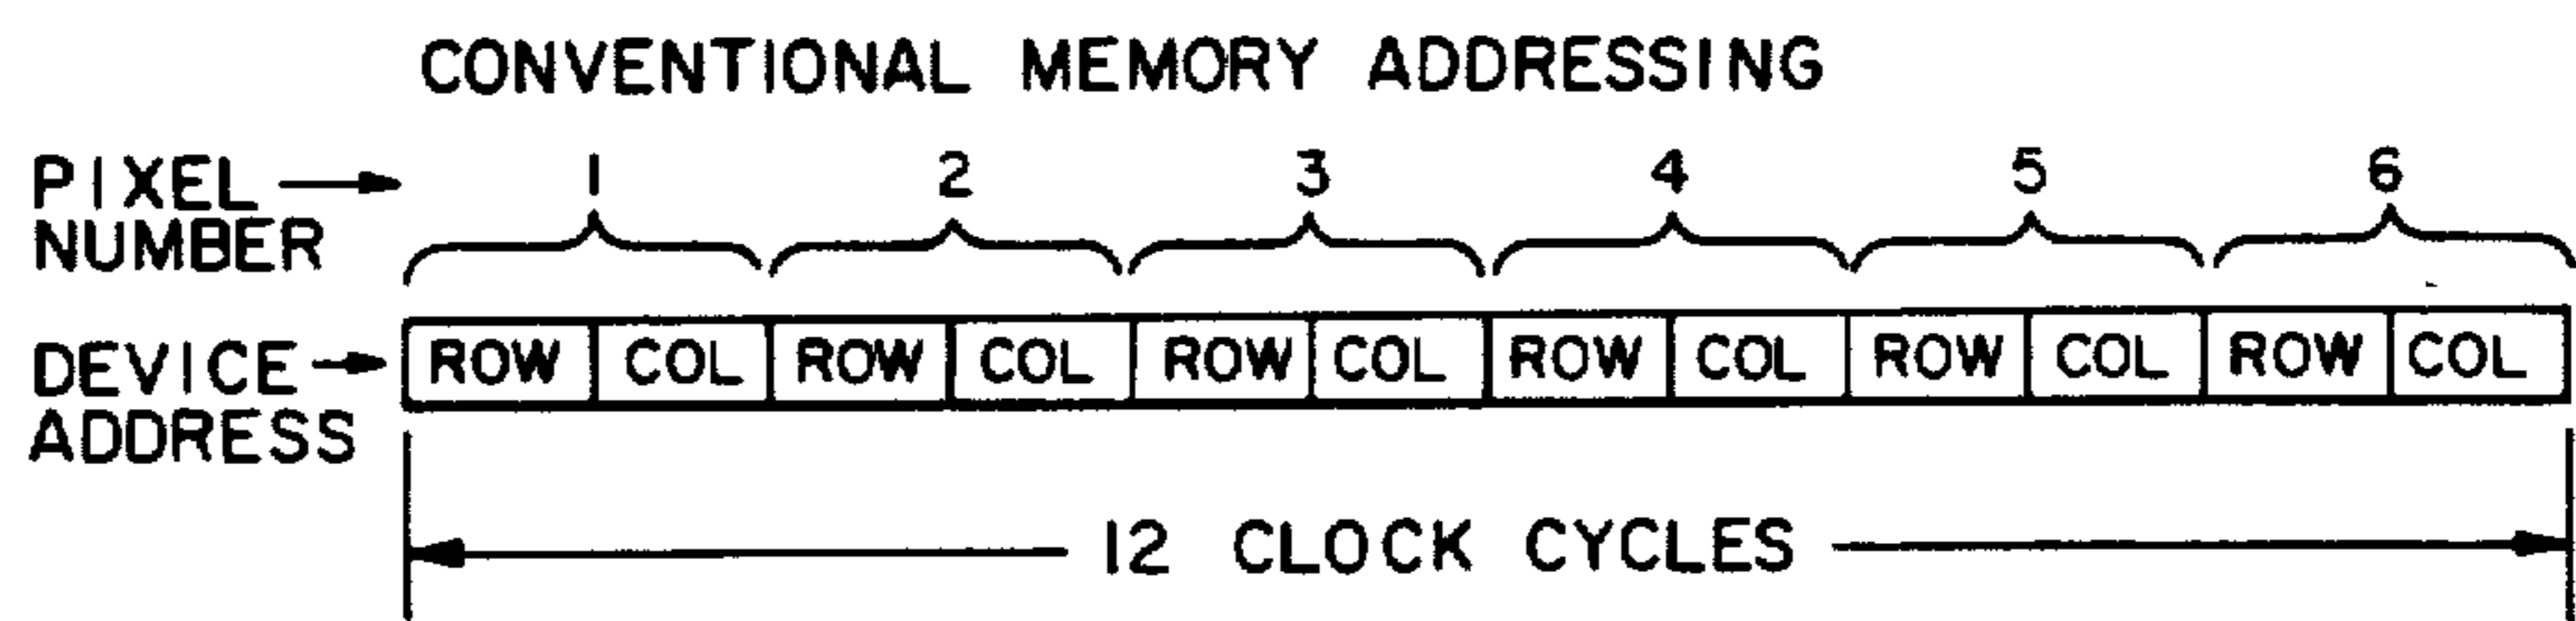 CONVENTIONAL MEMORY ADDRESSING
PIXEL NUMBER
1 2 3 4 5 6
DEVICE ADDRESS
ROW COL ROW COL ROW COL ROW COL ROW COL ROW COL
12 CLOCK CYCLES